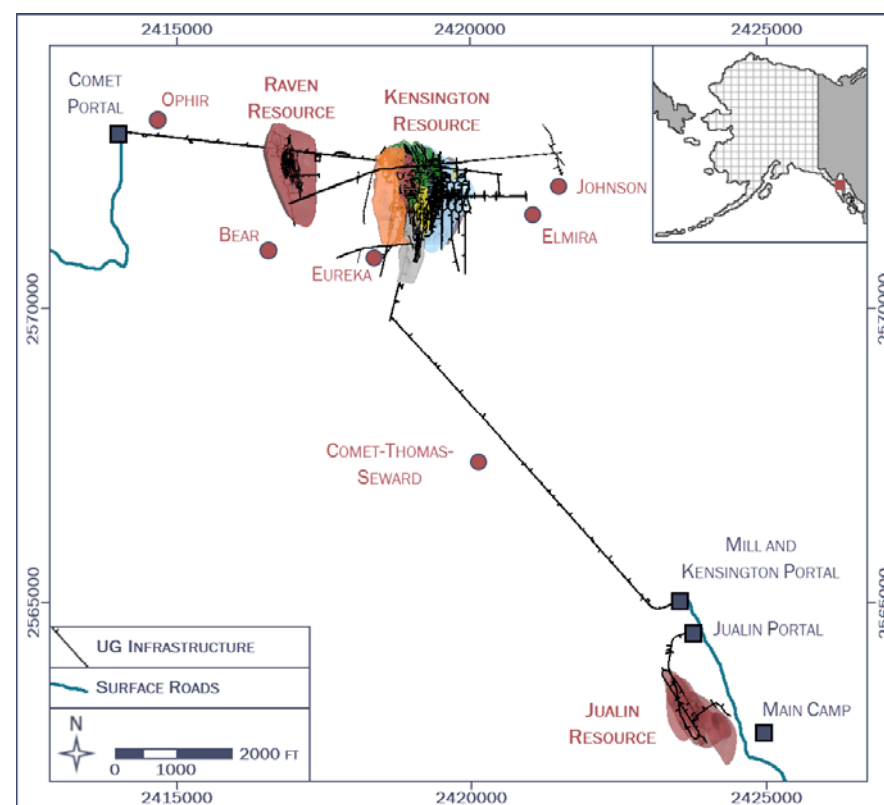 2415000
2420000
2425000
COMET
PORTAL
OPHIR
RAVEN
RESOURCE
KENSINGTON
RESOURCE
JOHNSON
ELMIRA
BEAR
EUREKA
2570000
2570000
COMET-THOMAS-
SEWARD
MILL AND
KENSINGTON PORTAL
2565000
2565000
JUALIN PORTAL
UG INFRASTRUCTURE
SURFACE ROADS
JUALIN
RESOURCE
MAIN CAMP
N
2000 FT
0
1000
2415000
2420000
2425000